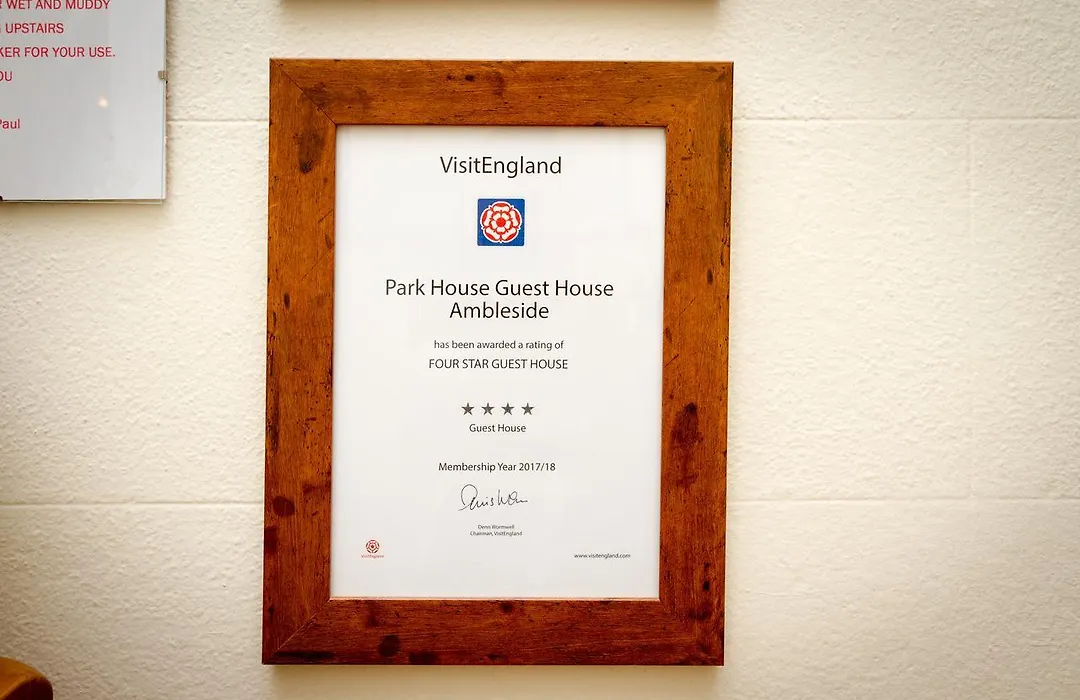 R WET AND MUDDY
UPSTAIRS
KER FOR YOUR USE.
OU
Paul
VisitEngland
Park House Guest House
Ambleside
has been awarded a rating of
FOUR STAR GUEST HOUSE
Guest House
Membership Year 2017/18
Denis Wormwell
Chairman, VisitEngland
VisitEngland
www.visitengland.com